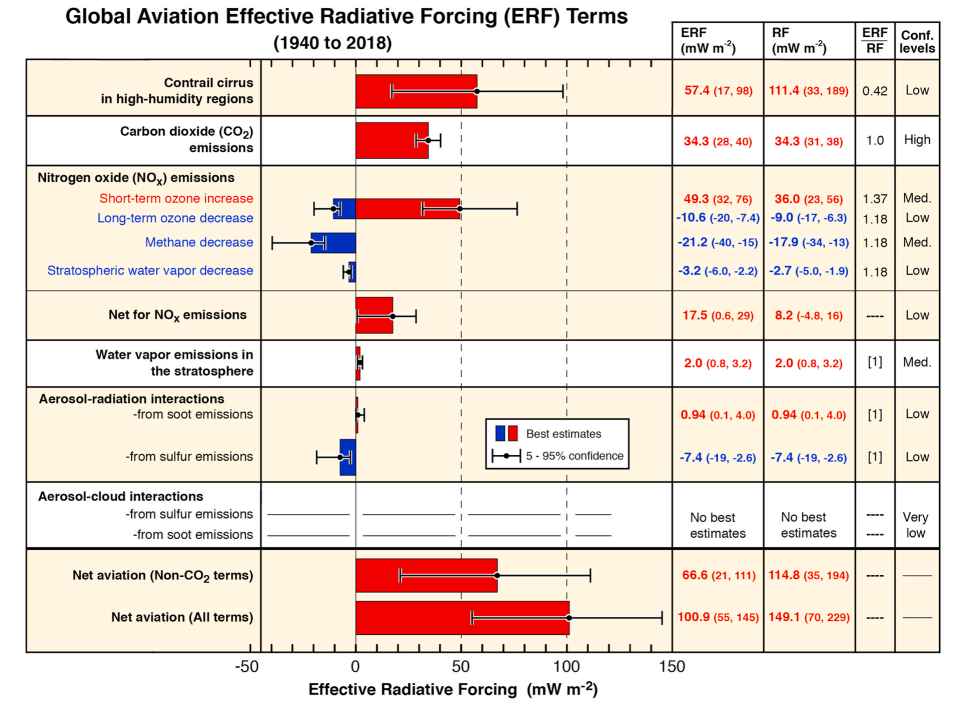 Global Aviation Effective Radiative Forcing (ERF) Terms
(1940 to 2018)
ERF
(mW m-2)
RF
(mW m-2)
ERF
RF
Conf.
levels
Contrail cirrus
in high-humidity regions
57.4 (17, 98)
111.4 (33, 189)
0.42
Low
Carbon dioxide (CO2)
emissions
34.3 (28, 40)
34.3 (31, 38)
1.0
High
Nitrogen oxide (NOx) emissions
Short-term ozone increase
49.3 (32, 76)
36.0 (23, 56)
1.37
Med.
Long-term ozone decrease
-10.6 (-20, -7.4)
-9.0 (-17, -6.3)
1.18
Low
Methane decrease
-21.2 (-40, -15)
-17.9 (-34, -13)
1.18
Med.
Stratospheric water vapor decrease
-3.2 (-6.0, -2.2)
-2.7 (-5.0, -1.9)
1.18
Low
Net for NOx emissions
17.5 (0.6, 29)
8.2 (-4.8, 16)
----
Low
Water vapor emissions in
the stratosphere
2.0 (0.8, 3.2)
2.0 (0.8, 3.2)
[1]
Med.
Aerosol-radiation interactions
-from soot emissions
0.94 (0.1, 4.0)
0.94 (0.1, 4.0)
[1]
Low
-from sulfur emissions
-7.4 (-19, -2.6)
-7.4 (-19, -2.6)
[1]
Low
Best estimates
5 - 95% confidence
Aerosol-cloud interactions
-from sulfur emissions
-from soot emissions
No best
estimates
No best
estimates
----
----
Very
low
Net aviation (Non-CO2 terms)
66.6 (21, 111)
114.8 (35, 194)
----
Net aviation (All terms)
100.9 (55, 145)
149.1 (70, 229)
----
-50 0 50 100 150
Effective Radiative Forcing (mW m-2)